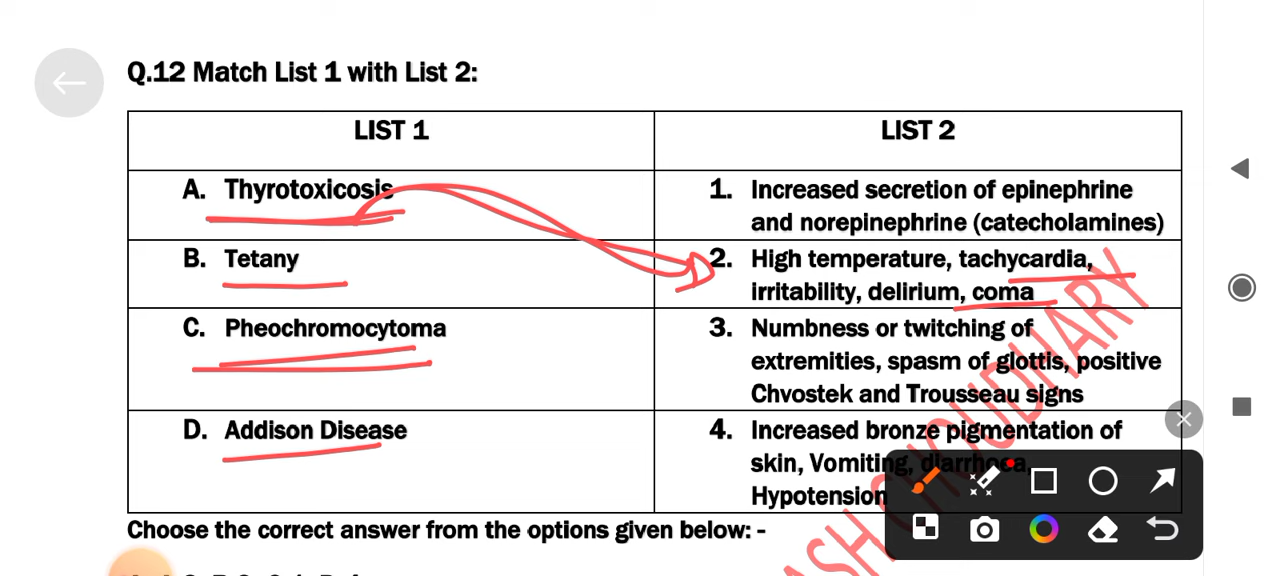 Q.12 Match List 1 with List 2:
LIST 1
LIST 2
A. Thyrotoxicosis
1. Increased secretion of epinephrine
and norepinephrine (catecholamines)
B. Tetany
2. High temperature, tachycardia,
irritability, delirium, coma
C. Pheochromocytoma
3. Numbness or twitching of
extremities, spasm of glottis, positive
Chvostek and Trousseau signs
D. Addison Disease
4. Increased bronze pigmentation of
skin, Vomiting, diarrhoea,
Hypotension
Choose the correct answer from the options given below: -
ASH CHOUDHARY